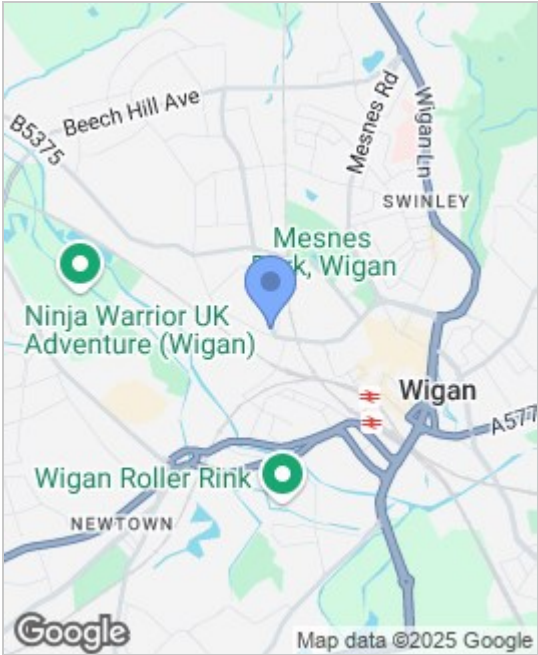 Beech Hill Ave
B5375
Mesnes Rd
Wigan Ln
SWINLEY
Mesnes
Park, Wigan
Ninja Warrior UK
Adventure (Wigan)
Wigan
A577
Wigan Roller Rink
NEWTOWN
Google
Map data ©2025 Google